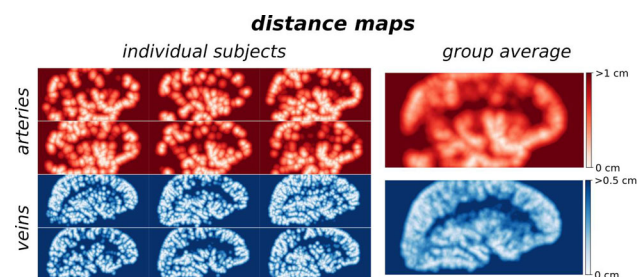 distance maps
individual subjects
group average
arteries
veins
>1 cm
0 cm
>0.5 cm
0 cm